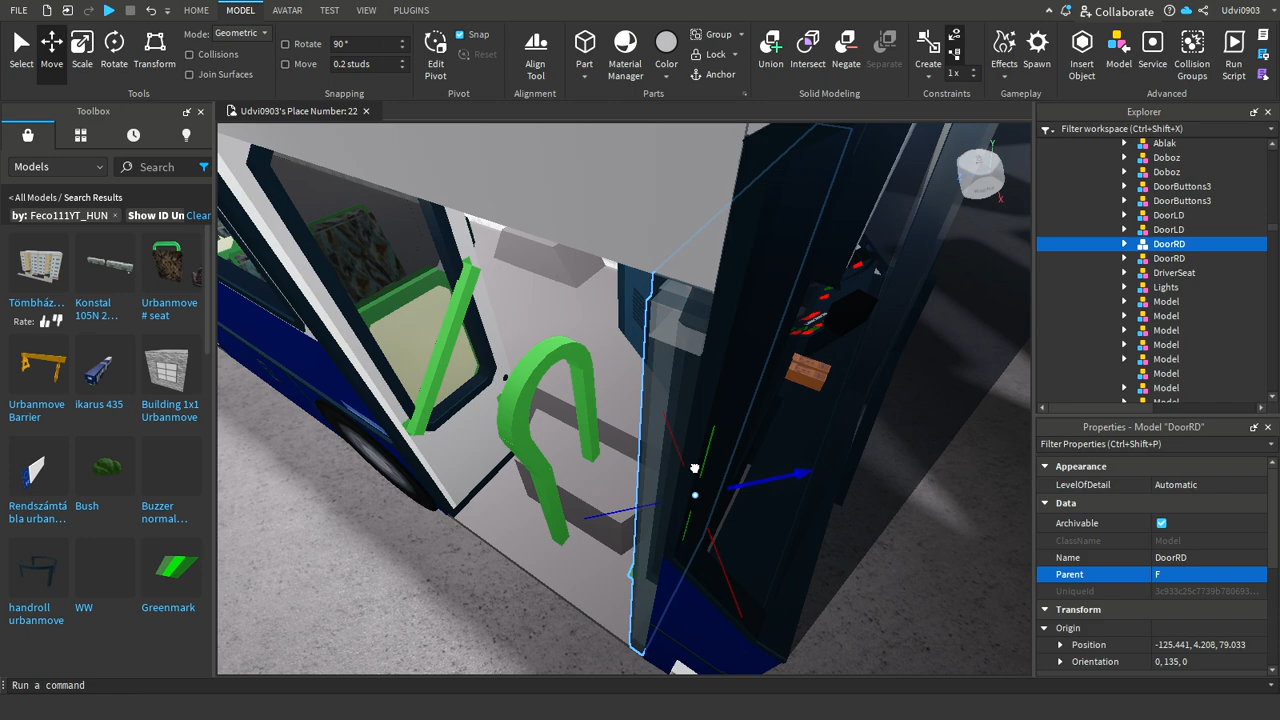 FILE HOME MODEL AVATAR TEST VIEW PLUGINS Collaborate Udvi0903
Select Move Scale Rotate Transform
Mode: Geometric
Collisions
Join Surfaces
Tools
Rotate 90°
Move 0.2 studs
Snapping
Edit Pivot
Snap
Reset
Pivot
Align Tool
Alignment
Part Material Manager Color
Group
Lock
Anchor
Parts
Union Intersect Negate Separate
Solid Modeling
Create
1 x
Constraints
Effects Spawn
Gameplay
Insert Object Model Service Collision Groups Run Script
Advanced
Toolbox
Models Search
< All Models / Search Results
by: Feco111YT_HUN × Show ID Un Clear
Tömbház...
Rate:
Konstal 105N 2...
Urbanmove # seat
Urbanmove Barrier
ikarus 435
Building 1x1 Urbanmove
Rendszámtá bla urban...
Bush
Buzzer normal...
handroll urbanmove
WW
Greenmark
Udvi0903's Place Number: 22
Explorer
Filter workspace (Ctrl+Shift+X)
Ablak
Doboz
Doboz
DoorButtons3
DoorButtons3
DoorLD
DoorLD
DoorRD
DoorRD
DriverSeat
Lights
Model
Model
Model
Model
Model
Model
Model
Model
Properties - Model "DoorRD"
Filter Properties (Ctrl+Shift+P)
Appearance
LevelOfDetail Automatic
Data
Archivable
ClassName Model
Name DoorRD
Parent F
UniqueId 3c933c25c7739b780693...
Transform
Origin
Position -125.441, 4.208, 79.033
Orientation 0, 135, 0
Run a command